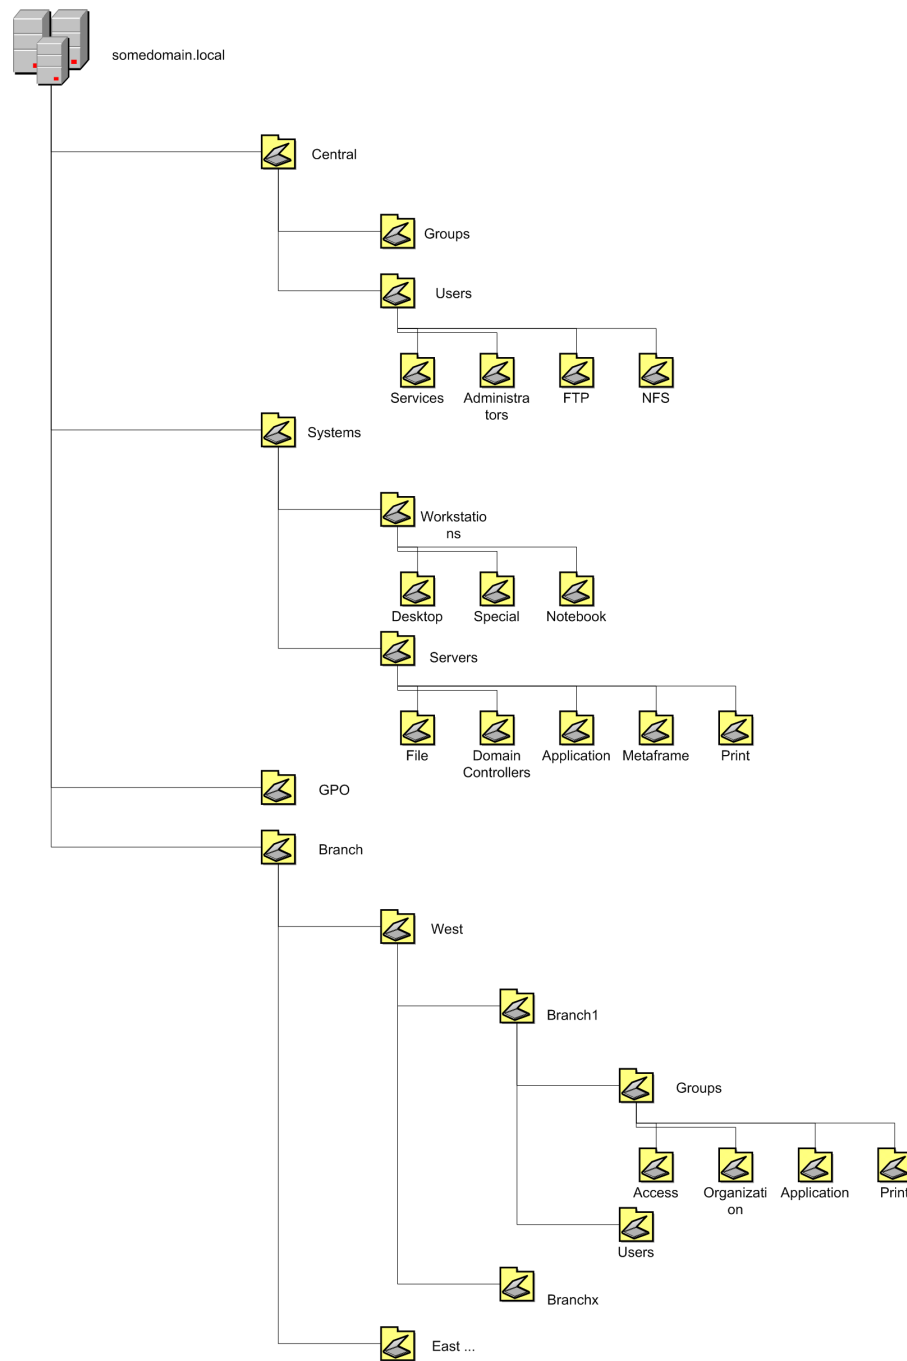 somedomain.local
Central
Groups
Users
Services
Administra
tors
FTP
NFS
Systems
Workstatio
ns
Desktop
Special
Notebook
Servers
File
Domain
Controllers
Application
Metaframe
Print
GPO
Branch
West
Branch1
Groups
Access
Organizati
on
Application
Print
Users
Branchx
East ...